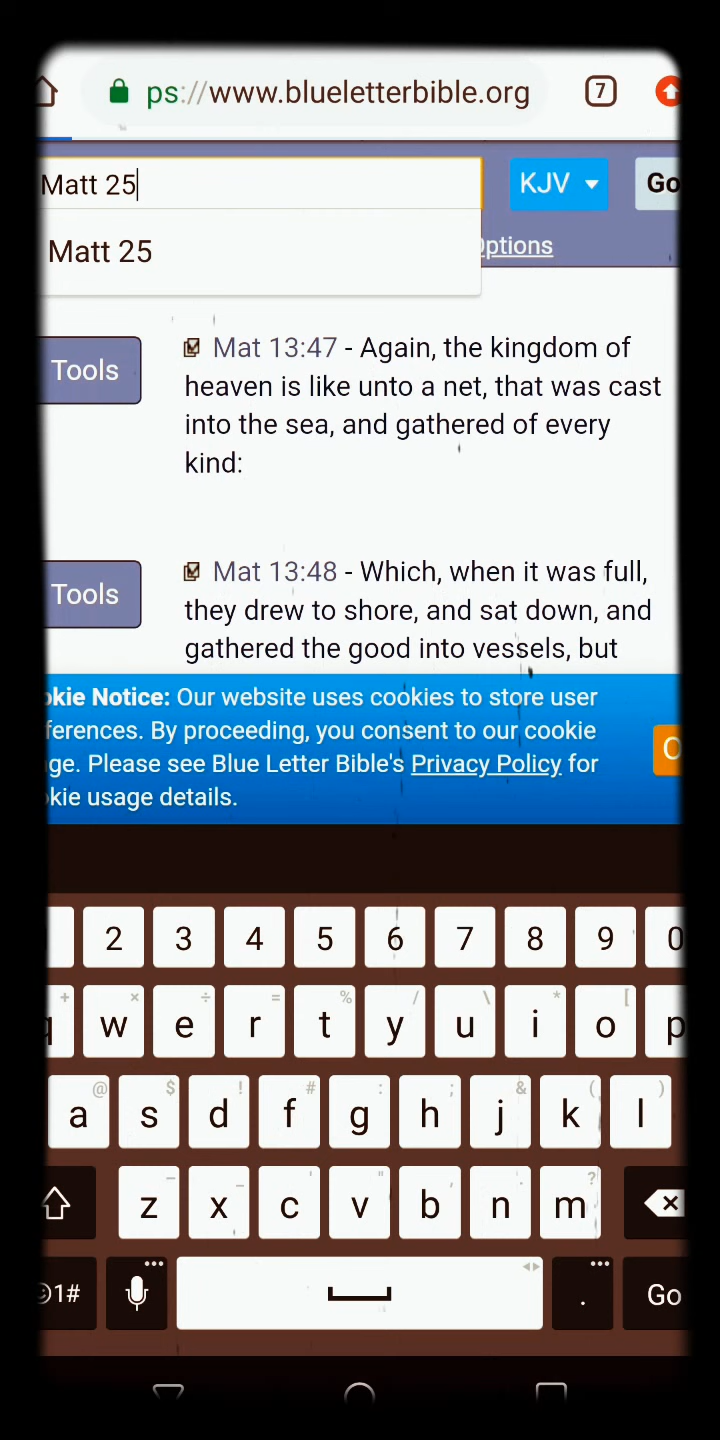 ps://www.blueletterbible.org 7
Matt 25 KJV Go
Matt 25 Options
Tools Mat 13:47 - Again, the kingdom of
heaven is like unto a net, that was cast
into the sea, and gathered of every
kind:
Tools Mat 13:48 - Which, when it was full,
they drew to shore, and sat down, and
gathered the good into vessels, but
okie Notice: Our website uses cookies to store user
ferences. By proceeding, you consent to our cookie
ge. Please see Blue Letter Bible's Privacy Policy for
kie usage details.
2 3 4 5 6 7 8 9 0
+ × ÷ = % / \ * [
q w e r t y u i o p
@ $ ! # : ; & ( )
a s d f g h j k l
- _ ' " , . ?
z x c v b n m
1# . Go